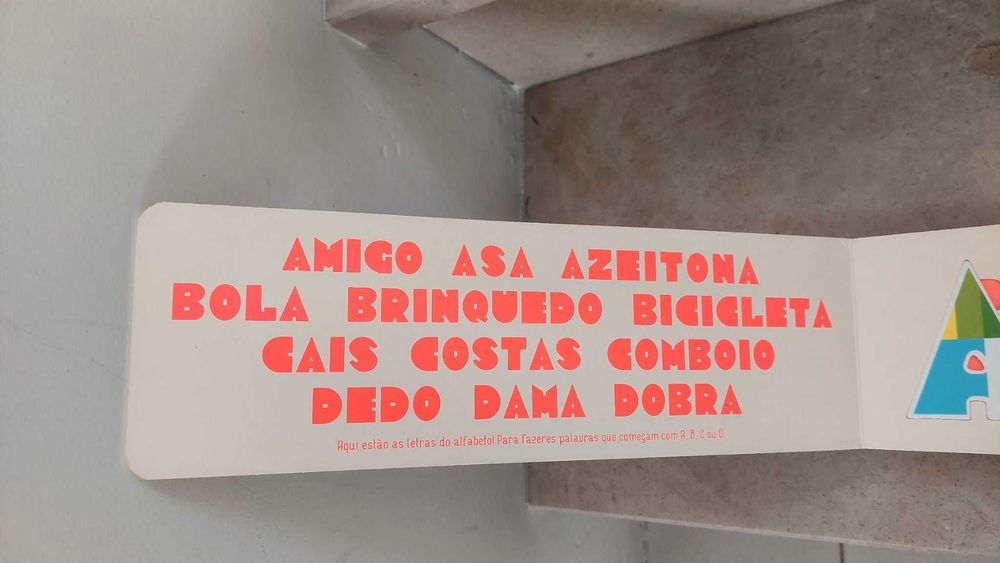 AMIGO ASA AZEITONA
BOLA BRINQUEDO BICICLETA
CAIS COSTAS COMBOIO
DEDO DAMA DOBRA
Aqui estão as letras do alfabeto! Para fazeres palavras que começam com A, B, C ou D
A